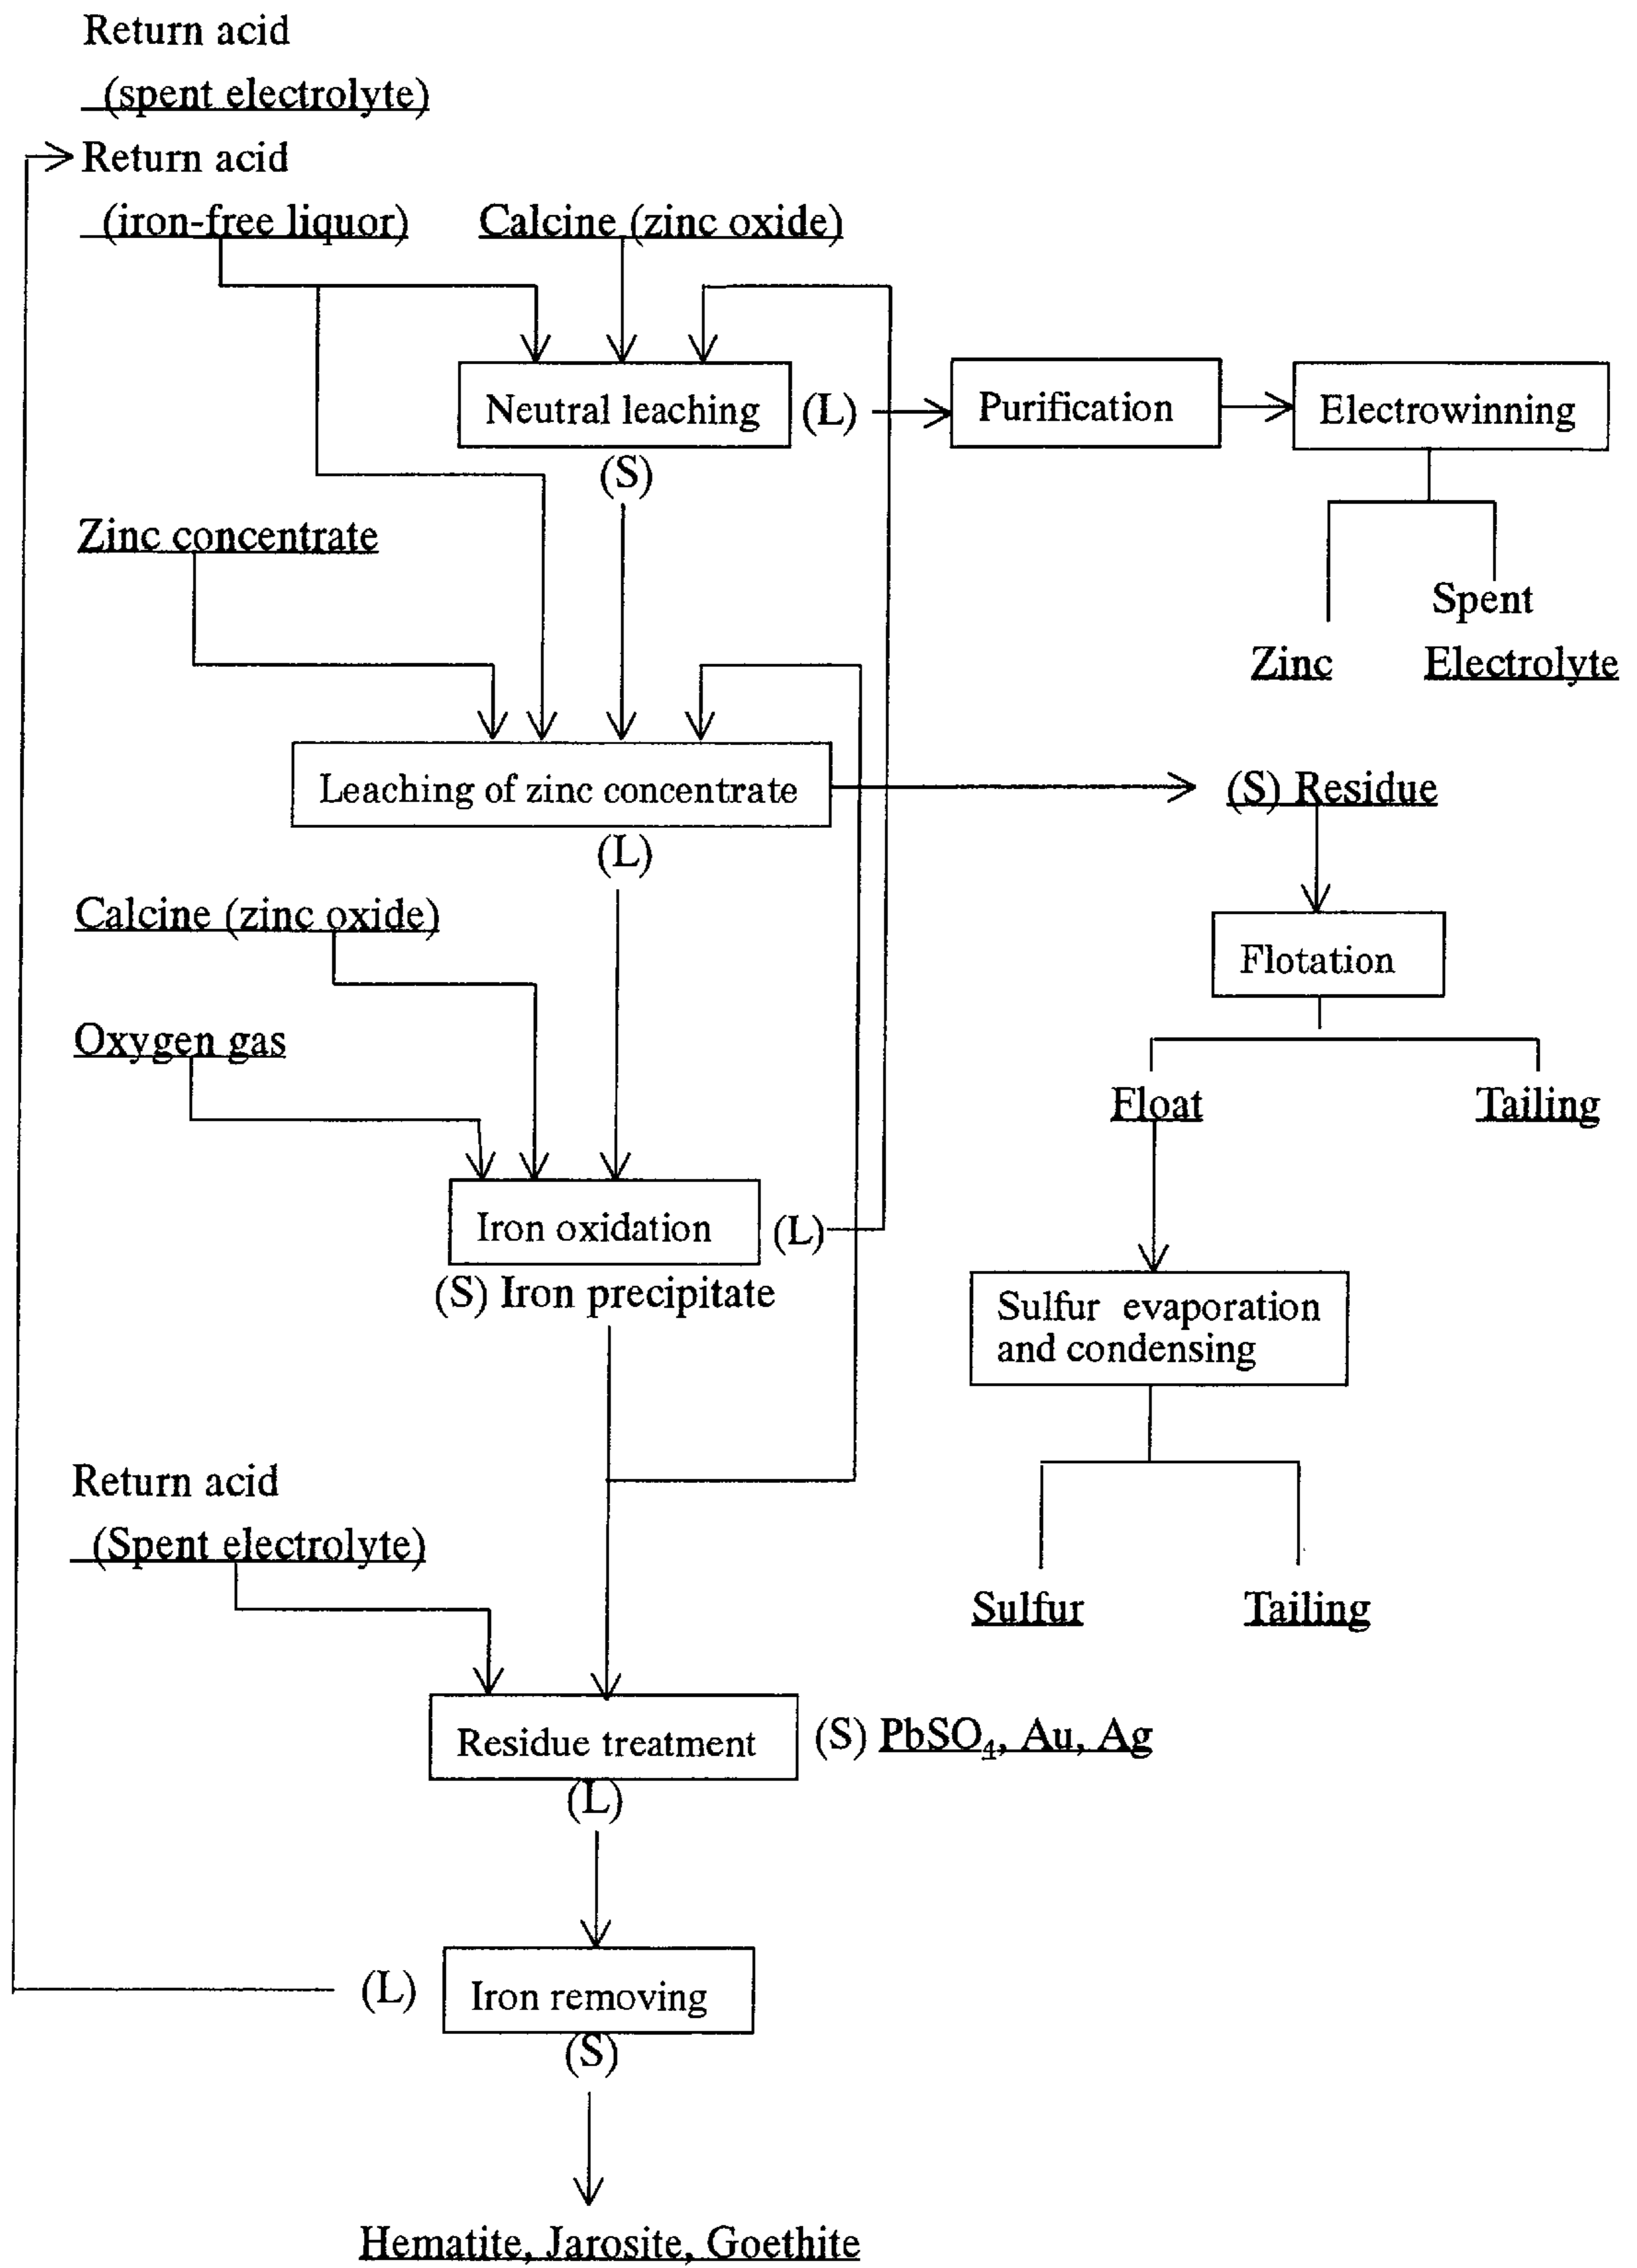 Return acid
(spent electrolyte)
Return acid
(iron-free liquor)
Calcine (zinc oxide)
Neutral leaching
(L)
Purification
Electrowinning
(S)
Zinc concentrate
Spent
Zinc
Electrolyte
Leaching of zinc concentrate
(S) Residue
(L)
Calcine (zinc oxide)
Flotation
Oxygen gas
Float
Tailing
Iron oxidation
(L)
(S) Iron precipitate
Sulfur evaporation
and condensing
Return acid
(Spent electrolyte)
Sulfur
Tailing
Residue treatment
(S) PbSO4, Au, Ag
(L)
(L)
Iron removing
(S)
Hematite, Jarosite, Goethite